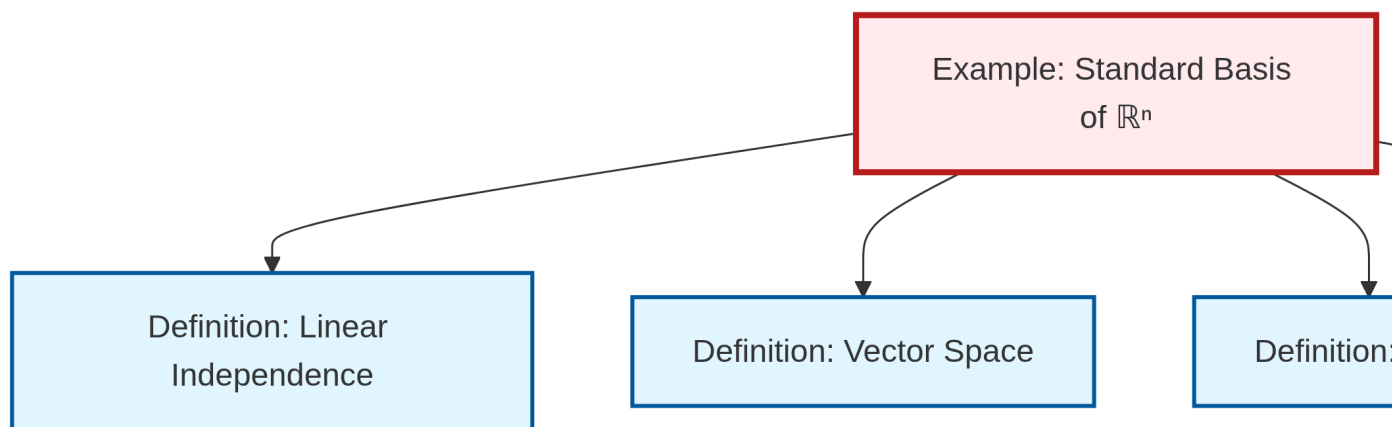 Example: Standard Basis
of ℝⁿ
Definition: Linear
Independence
Definition: Vector Space
Definition: